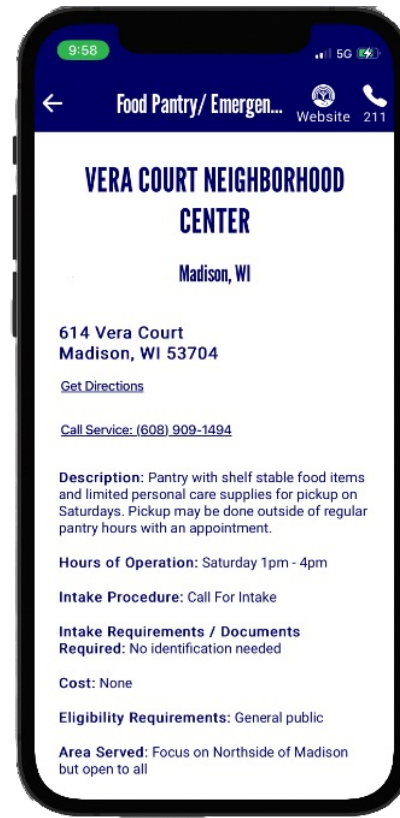 9:58
5G
Food Pantry/ Emergen...
Website
211
VERA COURT NEIGHBORHOOD
CENTER
Madison, WI
614 Vera Court
Madison, WI 53704
Get Directions
Call Service: (608) 909-1494
Description: Pantry with shelf stable food items
and limited personal care supplies for pickup on
Saturdays. Pickup may be done outside of regular
pantry hours with an appointment.
Hours of Operation: Saturday 1pm - 4pm
Intake Procedure: Call For Intake
Intake Requirements / Documents
Required: No identification needed
Cost: None
Eligibility Requirements: General public
Area Served: Focus on Northside of Madison
but open to all